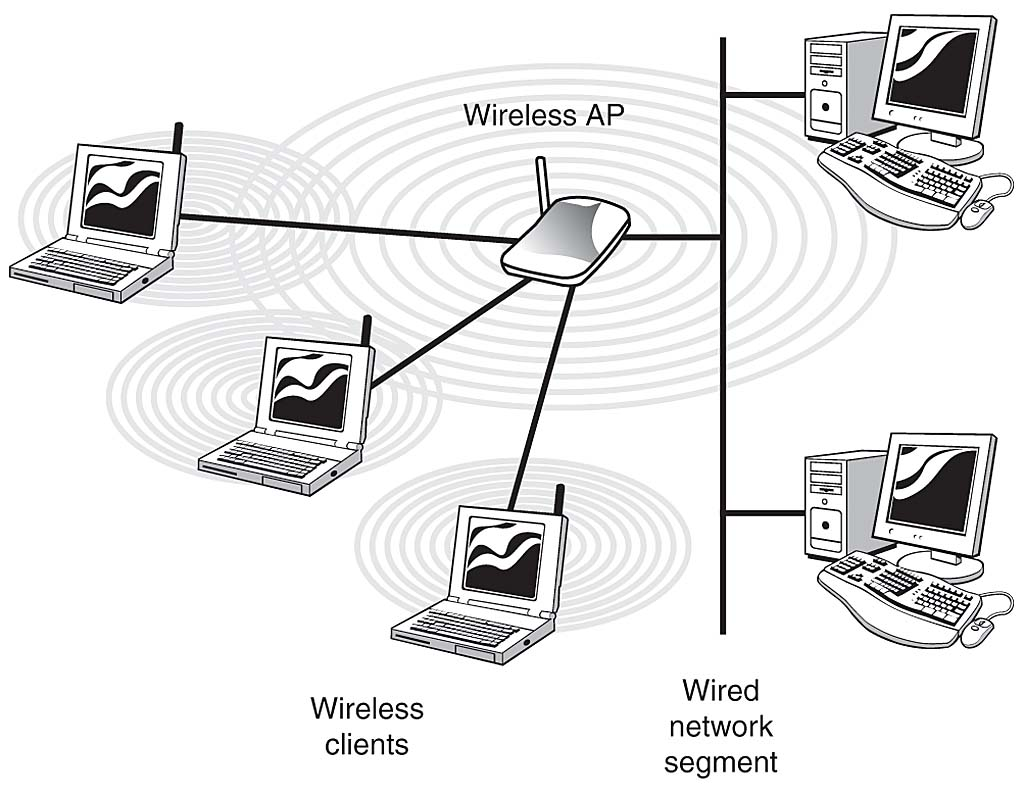 Wireless AP
Wireless
clients
Wired
network
segment